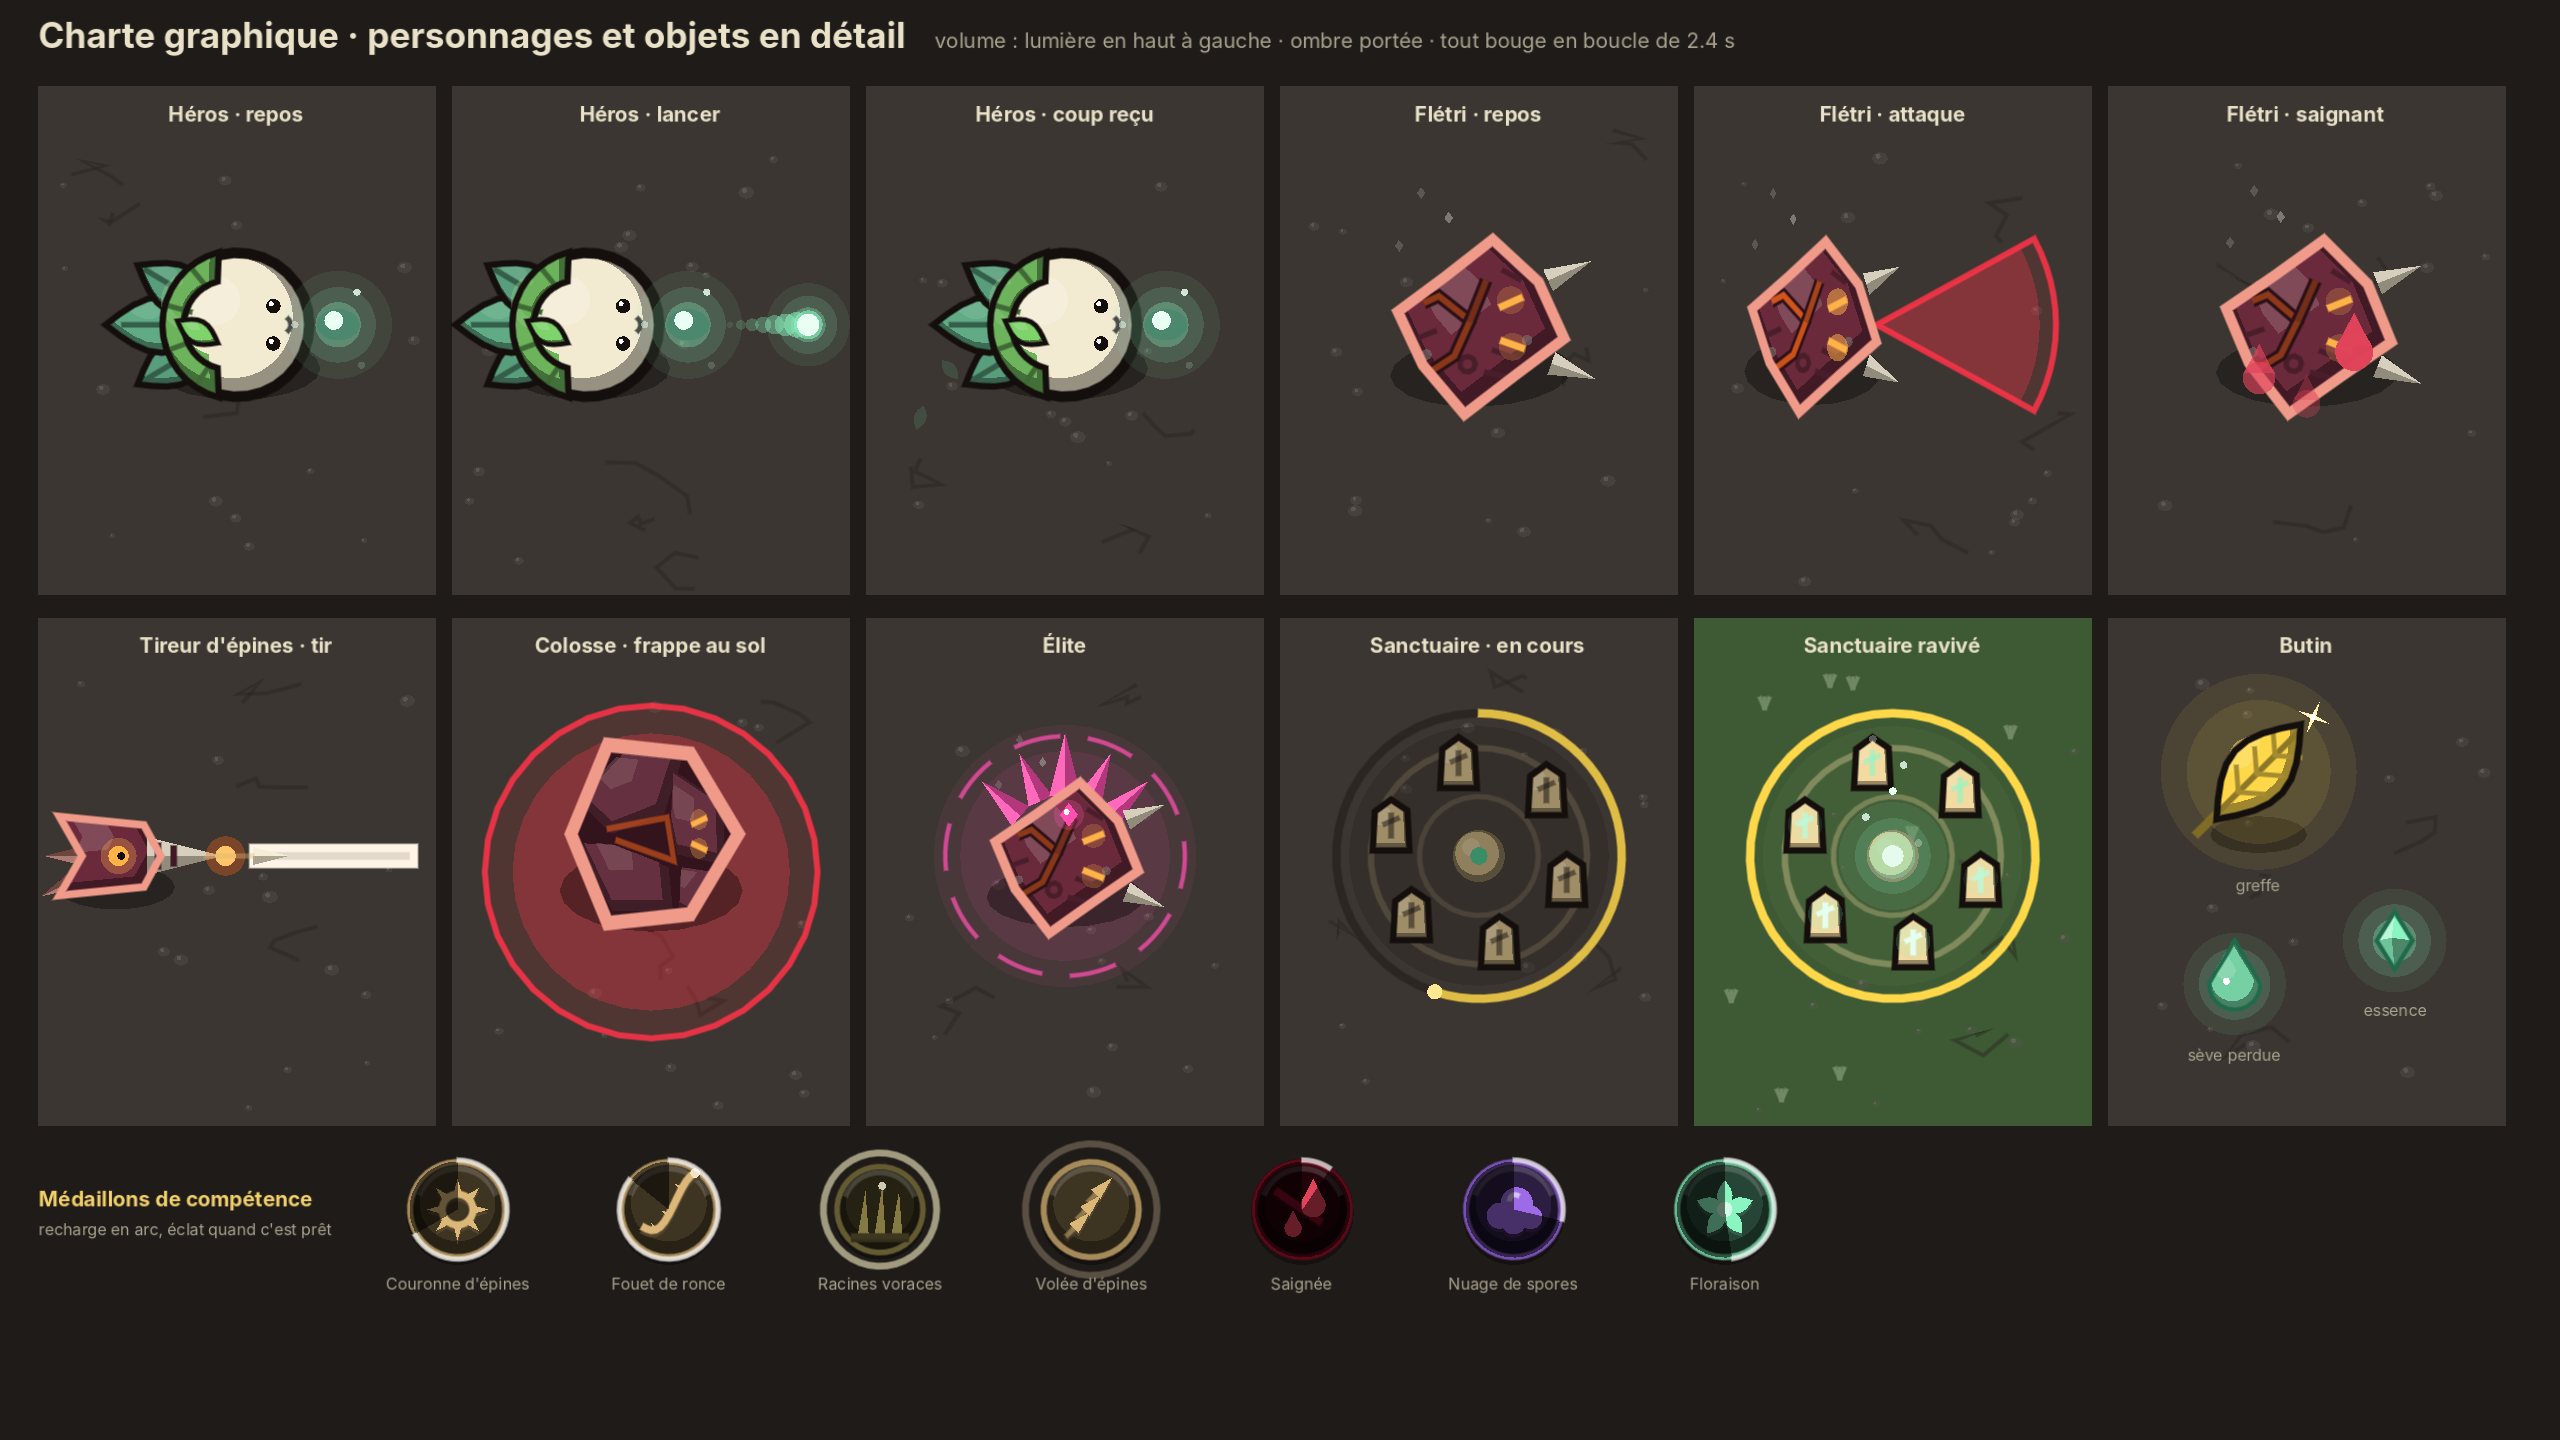 Charte graphique · personnages et objets en détail
volume : lumière en haut à gauche · ombre portée · tout bouge en boucle de 2.4 s
Héros · repos
Héros · lancer
Héros · coup reçu
Flétri · repos
Flétri · attaque
Flétri · saignant
Tireur d'épines · tir
Colosse · frappe au sol
Élite
Sanctuaire · en cours
Sanctuaire ravivé
Butin
greffe
essence
sève perdue
Médaillons de compétence
recharge en arc, éclat quand c'est prêt
Couronne d'épines
Fouet de ronce
Racines voraces
Volée d'épines
Saignée
Nuage de spores
Floraison